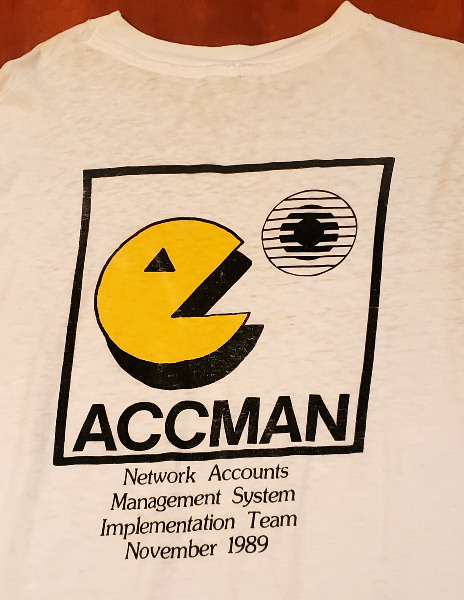 ACCMAN
Network Accounts
Management System
Implementation Team
November 1989